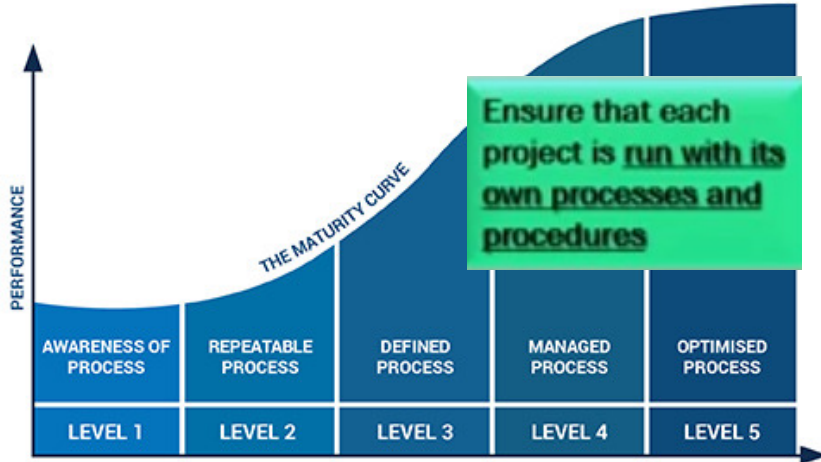 PERFORMANCE
THE MATURITY CURVE
Ensure that each
project is run with its
own processes and
procedures
AWARENESS OF
PROCESS
REPEATABLE
PROCESS
DEFINED
PROCESS
MANAGED
PROCESS
OPTIMISED
PROCESS
LEVEL 1
LEVEL 2
LEVEL 3
LEVEL 4
LEVEL 5